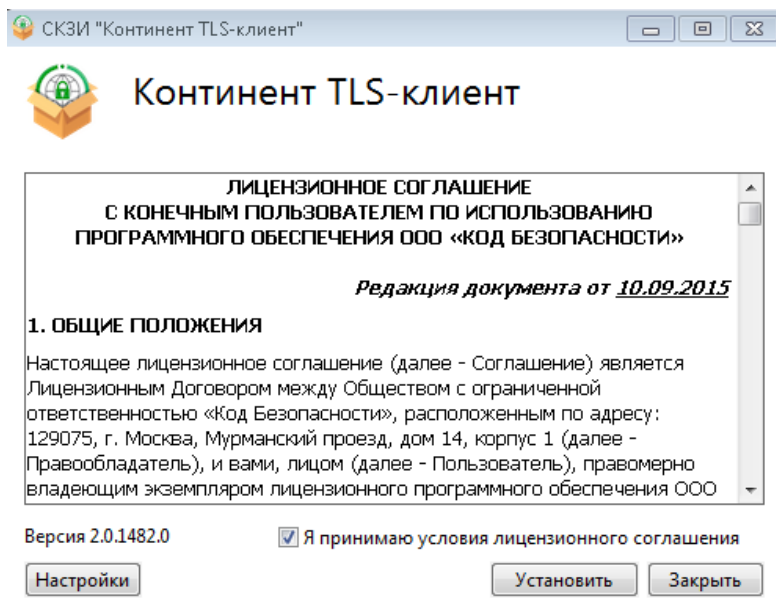 СКЗИ "Континент TLS-клиент"
Континент TLS-клиент
ЛИЦЕНЗИОННОЕ СОГЛАШЕНИЕ
С КОНЕЧНЫМ ПОЛЬЗОВАТЕЛЕМ ПО ИСПОЛЬЗОВАНИЮ
ПРОГРАММНОГО ОБЕСПЕЧЕНИЯ ООО «КОД БЕЗОПАСНОСТИ»
Редакция документа от 10.09.2015
1. ОБЩИЕ ПОЛОЖЕНИЯ
Настоящее лицензионное соглашение (далее - Соглашение) является
Лицензионным Договором между Обществом с ограниченной
ответственностью «Код Безопасности», расположенным по адресу:
129075, г. Москва, Мурманский проезд, дом 14, корпус 1 (далее -
Правообладатель), и вами, лицом (далее - Пользователь), правомерно
владеющим экземпляром лицензионного программного обеспечения ООО
Версия 2.0.1482.0
Я принимаю условия лицензионного соглашения
Настройки
Установить
Закрыть